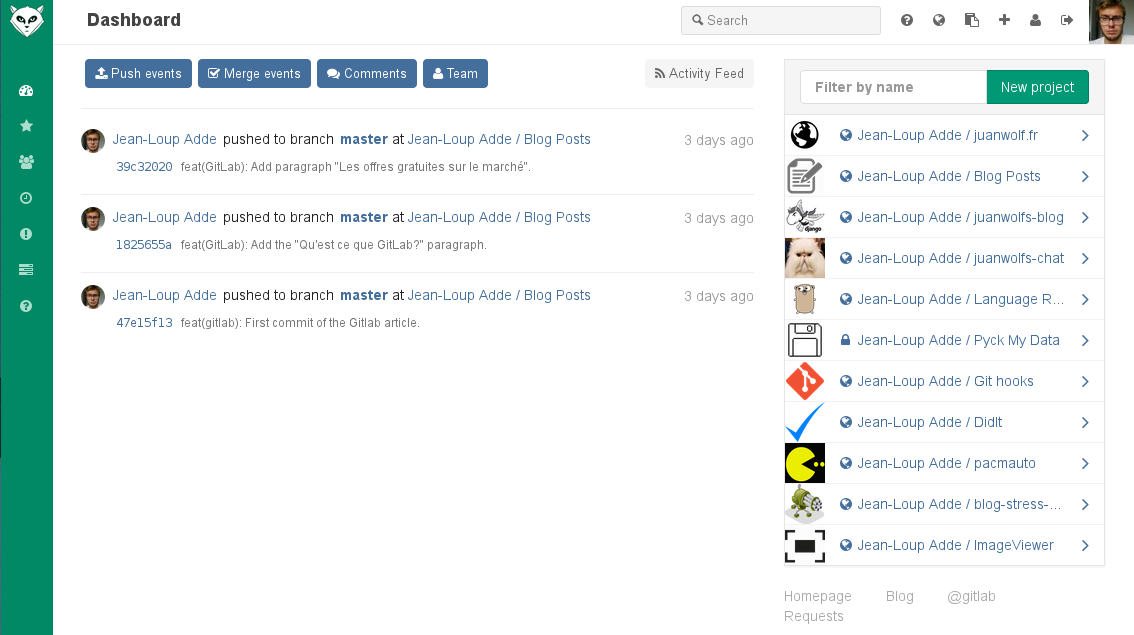 Dashboard
Search
Push events
Merge events
Comments
Team
Activity Feed
Jean-Loup Adde pushed to branch master at Jean-Loup Adde / Blog Posts
3 days ago
39c32020 feat(GitLab): Add paragraph "Les offres gratuites sur le marché".
Jean-Loup Adde pushed to branch master at Jean-Loup Adde / Blog Posts
3 days ago
1825655a feat(GitLab): Add the "Qu'est ce que GitLab?" paragraph.
Jean-Loup Adde pushed to branch master at Jean-Loup Adde / Blog Posts
3 days ago
47e15f13 feat(gitlab): First commit of the Gitlab article.
Filter by name
New project
Jean-Loup Adde / juanwolf.fr
Jean-Loup Adde / Blog Posts
django
Jean-Loup Adde / juanwolfs-blog
Jean-Loup Adde / juanwolfs-chat
Jean-Loup Adde / Language R...
Jean-Loup Adde / Pyck My Data
Jean-Loup Adde / Git hooks
Jean-Loup Adde / DidIt
Jean-Loup Adde / pacmauto
Jean-Loup Adde / blog-stress-...
Jean-Loup Adde / ImageViewer
Homepage Blog @gitlab
Requests